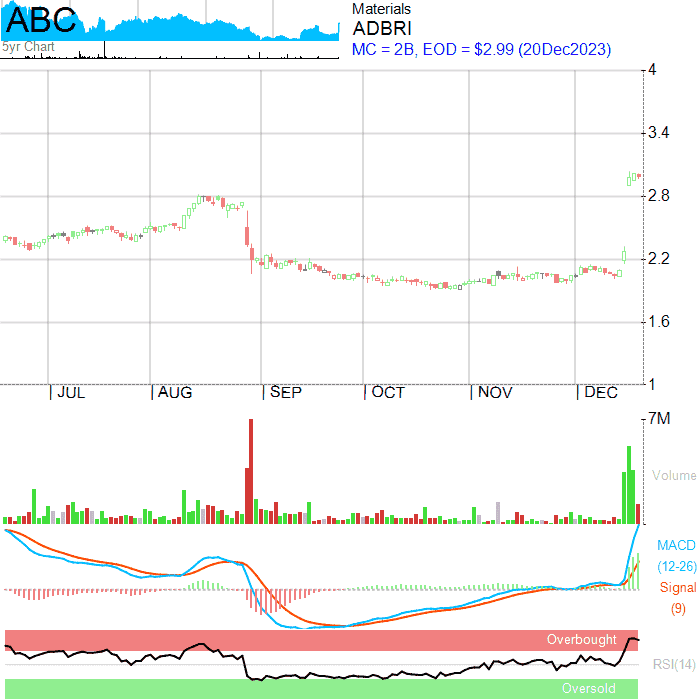 ABC
5yr Chart
Materials
ADBRI
MC = 2B, EOD = $2.99 (20Dec2023)
4
3.4
2.8
2.2
1.6
1
JUL AUG SEP OCT NOV DEC
7M
Volume
MACD
(12-26)
Signal
(9)
Overbought
RSI(14)
Oversold